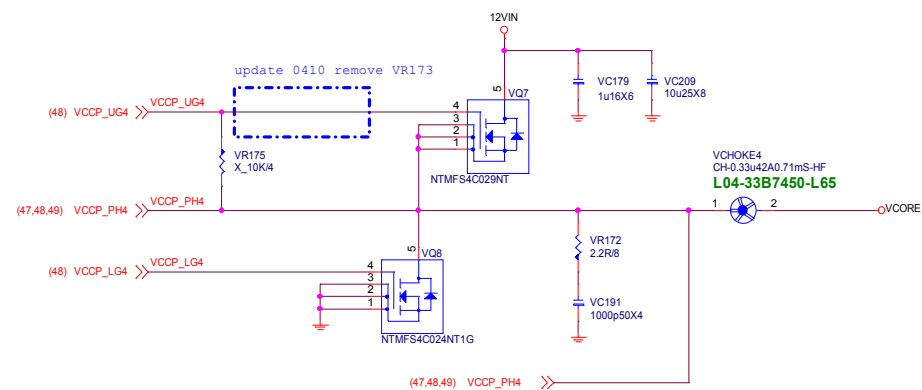 12VIN
update 0410 remove VR173
VQ7
5
VC179
1u16X6
VC209
10u25X8
(48) VCCP_UG4
VCCP_UG4
4
3
2
1
VR175
X_10K/4
NTMFS4C029NT
VCHOKE4
CH-0.33u42A0.71mS-HF
L04-33B7450-L65
(47,48,49) VCCP_PH4
VCCP_PH4
1
2
VCORE
5
VQ8
VR172
2.2R/8
(48) VCCP_LG4
VCCP_LG4
4
3
2
1
VC191
1000p50X4
NTMFS4C024NT1G
(47,48,49) VCCP_PH4